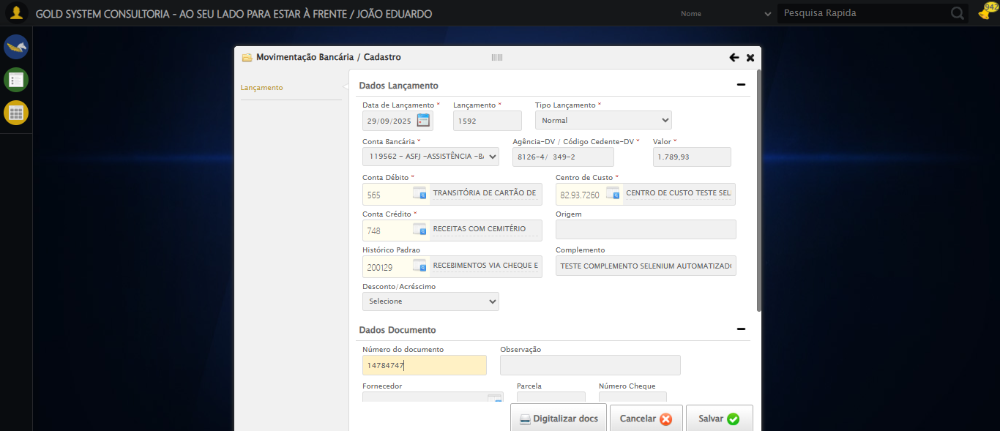 GOLD SYSTEM CONSULTORIA - AO SEU LADO PARA ESTAR À FRENTE / JOÃO EDUARDO
Nome
Pesquisa Rapida
942
Movimentação Bancária / Cadastro
Lançamento
Dados Lançamento
Data de Lançamento * Lançamento * Tipo Lançamento *
29/09/2025 1592 Normal
Conta Bancária * Agência-DV / Código Cedente-DV * Valor *
119562 - ASFJ -ASSISTÊNCIA -BA 8126-4/ 349-2 1.789,93
Conta Débito * Centro de Custo *
565 TRANSITÓRIA DE CARTÃO DE 82.93.7260 CENTRO DE CUSTO TESTE SEL
Conta Crédito * Origem
748 RECEITAS COM CEMITÉRIO
Histórico Padrao Complemento
200129 RECEBIMENTOS VIA CHEQUE E TESTE COMPLEMENTO SELENIUM AUTOMATIZADO
Desconto/Acréscimo
Selecione
Dados Documento
Número do documento Observação
14784747
Fornecedor Parcela Número Cheque
Digitalizar docs Cancelar Salvar